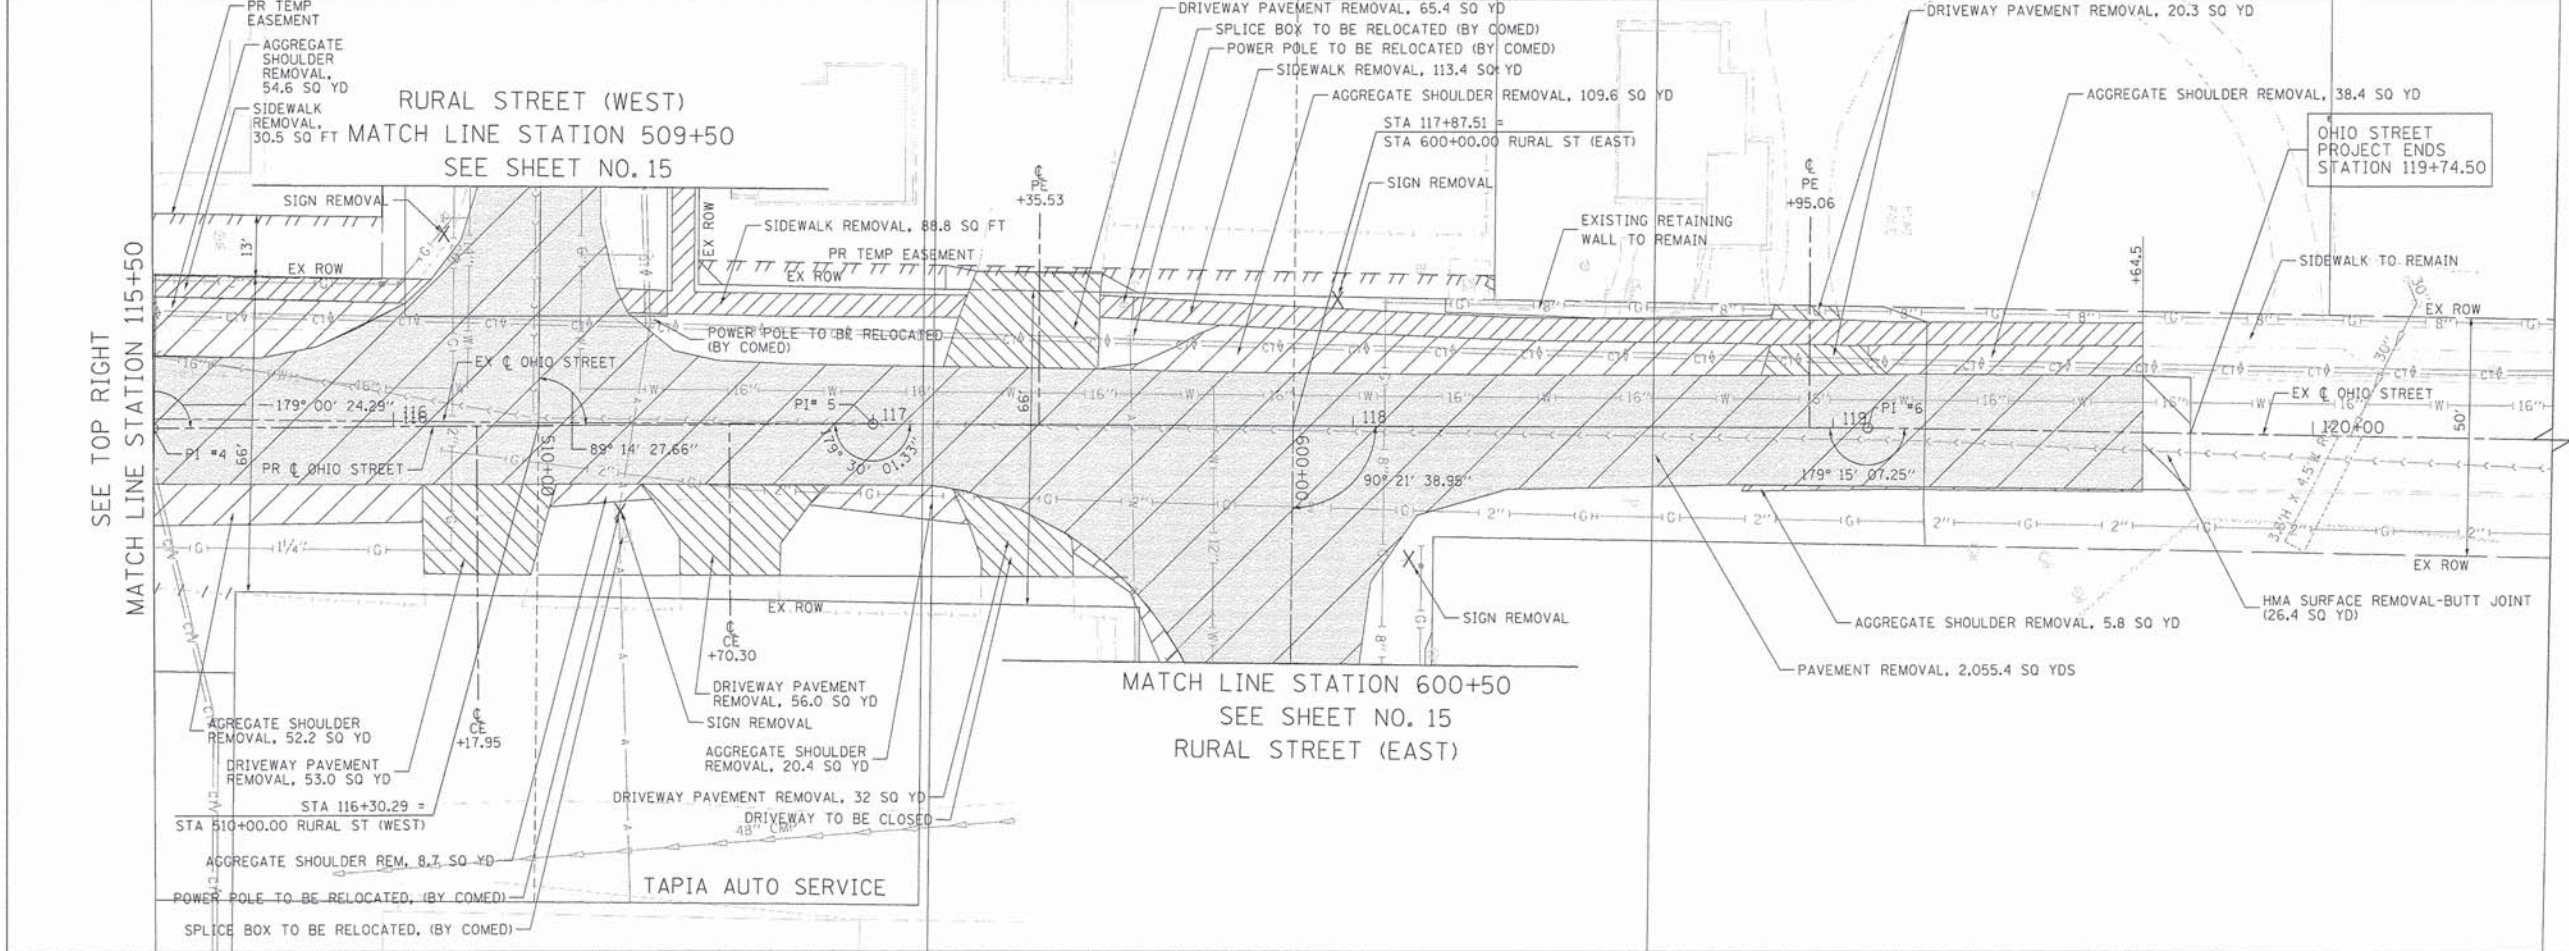 PR TEMP
EASEMENT
AGGREGATE
SHOULDER
REMOVAL,
54.6 SQ YD
SIDEWALK
REMOVAL,
30.5 SQ FT
RURAL STREET (WEST)
MATCH LINE STATION 509+50
SEE SHEET NO. 15
SIGN REMOVAL
DRIVEWAY PAVEMENT REMOVAL, 65.4 SQ YD
SPLICE BOX TO BE RELOCATED (BY COMED)
POWER POLE TO BE RELOCATED (BY COMED)
SIDEWALK REMOVAL, 113.4 SQ YD
AGGREGATE SHOULDER REMOVAL, 109.6 SQ YD
STA 117+87.51 =
STA 600+00.00 RURAL ST (EAST)
SIGN REMOVAL
DRIVEWAY PAVEMENT REMOVAL, 20.3 SQ YD
AGGREGATE SHOULDER REMOVAL, 38.4 SQ YD
OHIO STREET
PROJECT ENDS
STATION 119+74.50
℄
PE
+35.53
℄
PE
+95.06
EXISTING RETAINING
WALL TO REMAIN
+64.5
SIDEWALK TO REMAIN
SIDEWALK REMOVAL, 88.8 SQ FT
EX ROW
PR TEMP EASEMENT
EX ROW
13'
EX ROW
EX ROW
SEE TOP RIGHT
MATCH LINE STATION 115+50
POWER POLE TO BE RELOCATED
(BY COMED)
EX ℄ OHIO STREET
179° 00' 24.29"
116
PI #4
66'
PR ℄ OHIO STREET
510+00
89° 14' 27.66"
PI# 5
117
179° 30' 01.33"
66'
600+00
118
90° 21' 38.95"
119
PI #6
179° 15' 07.25"
EX ℄ OHIO STREET
120+00
50'
30"
30"
EX ROW
EX ROW
HMA SURFACE REMOVAL-BUTT JOINT
(26.4 SQ YD)
AGGREGATE SHOULDER REMOVAL, 5.8 SQ YD
PAVEMENT REMOVAL, 2,055.4 SQ YDS
SIGN REMOVAL
MATCH LINE STATION 600+50
SEE SHEET NO. 15
RURAL STREET (EAST)
℄
CE
+70.30
DRIVEWAY PAVEMENT
REMOVAL, 56.0 SQ YD
SIGN REMOVAL
AGGREGATE SHOULDER
REMOVAL, 20.4 SQ YD
℄
CE
+17.95
AGREGATE SHOULDER
REMOVAL, 52.2 SQ YD
DRIVEWAY PAVEMENT
REMOVAL, 53.0 SQ YD
STA 116+30.29 =
STA 510+00.00 RURAL ST (WEST)
DRIVEWAY PAVEMENT REMOVAL, 32 SQ YD
DRIVEWAY TO BE CLOSED
48" CMP
AGGREGATE SHOULDER REM, 8.7 SQ YD
POWER POLE TO BE RELOCATED, (BY COMED)
SPLICE BOX TO BE RELOCATED, (BY COMED)
TAPIA AUTO SERVICE